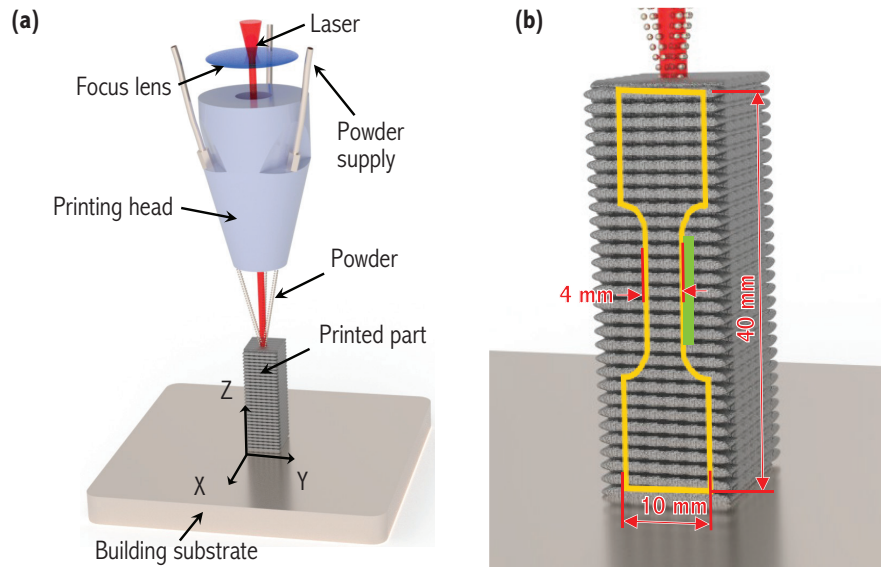 (a)
Laser
Focus lens
Powder
supply
Printing head
Powder
Printed part
Z
X
Y
Building substrate
(b)
4 mm
40 mm
10 mm